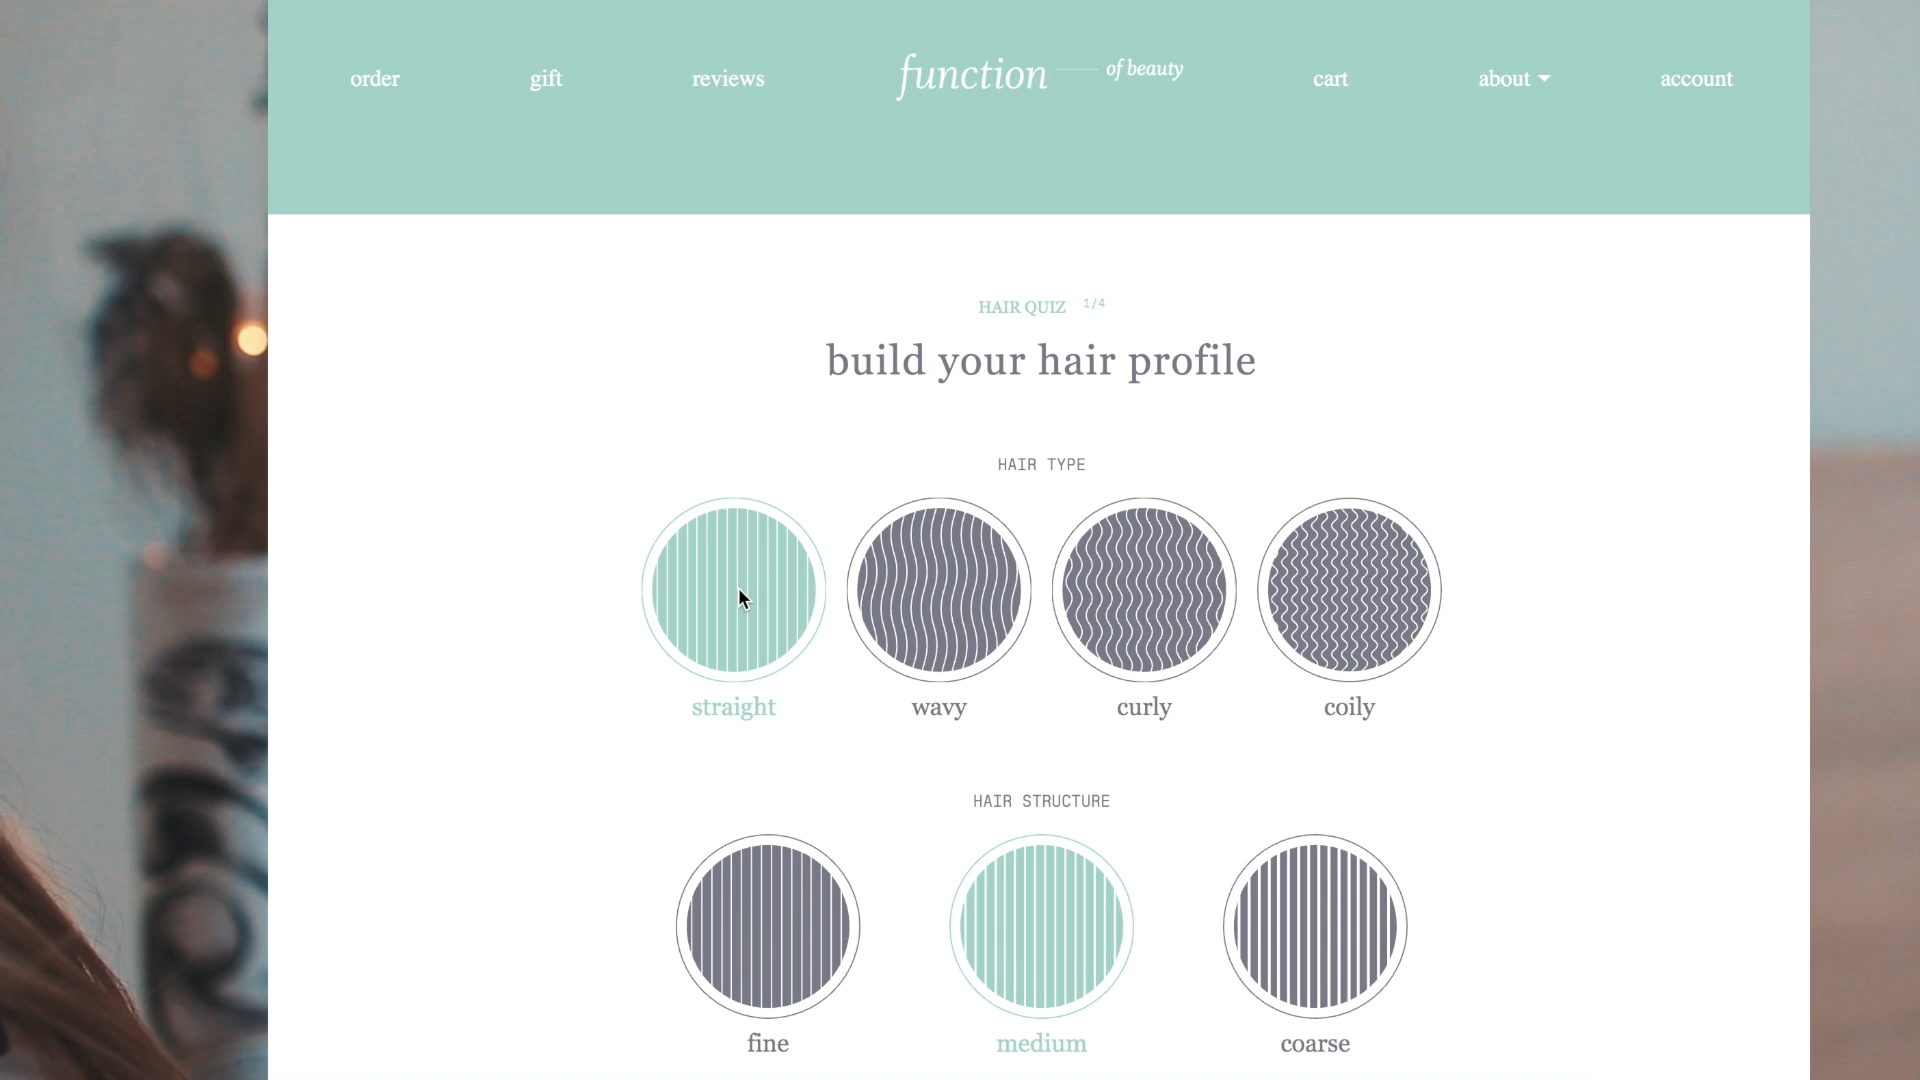 order gift reviews function of beauty cart about account
HAIR QUIZ 1/4
build your hair profile
HAIR TYPE
straight wavy curly coily
HAIR STRUCTURE
fine medium coarse